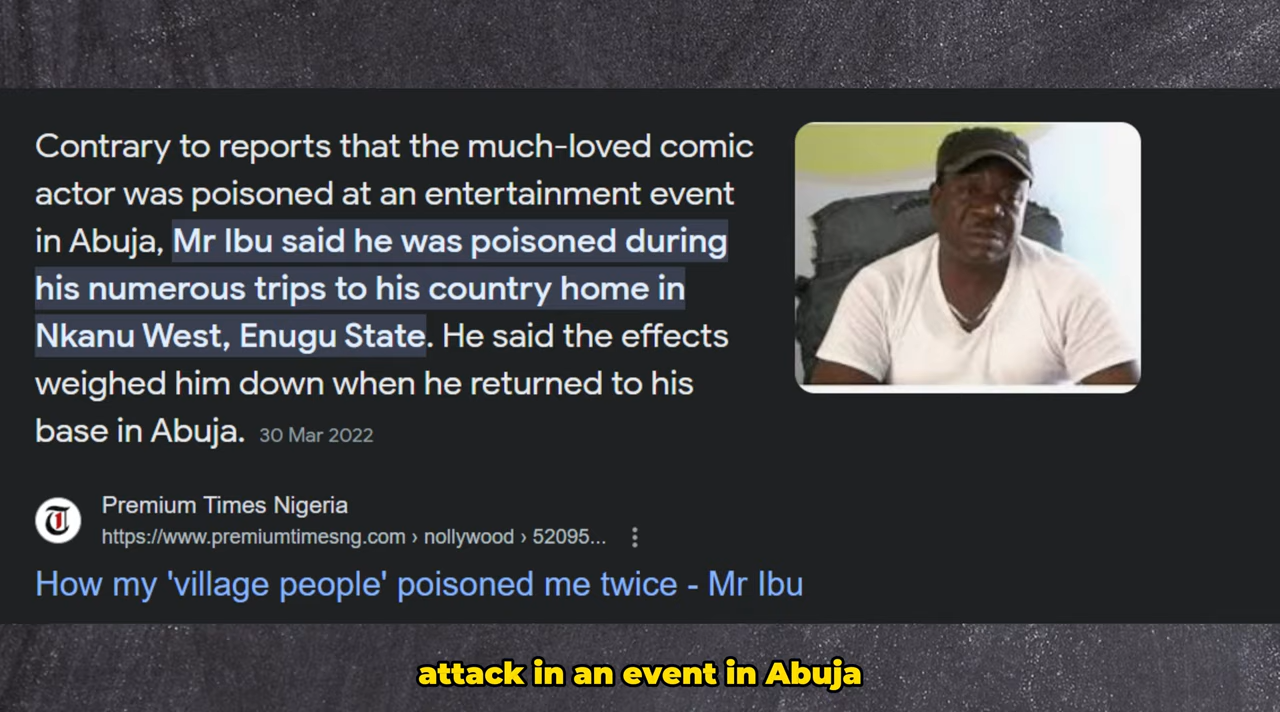 Contrary to reports that the much-loved comic
actor was poisoned at an entertainment event
in Abuja, Mr Ibu said he was poisoned during
his numerous trips to his country home in
Nkanu West, Enugu State. He said the effects
weighed him down when he returned to his
base in Abuja. 30 Mar 2022
Premium Times Nigeria
https://www.premiumtimesng.com › nollywood › 52095...
How my 'village people' poisoned me twice - Mr Ibu
attack in an event in Abuja